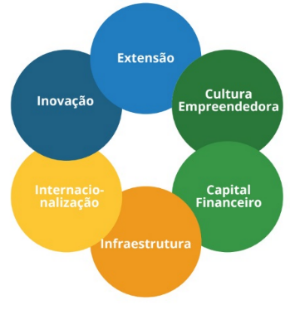 Extensão
Cultura
Empreendedora
Capital
Financeiro
Infraestrutura
Internacio-
nalização
Inovação